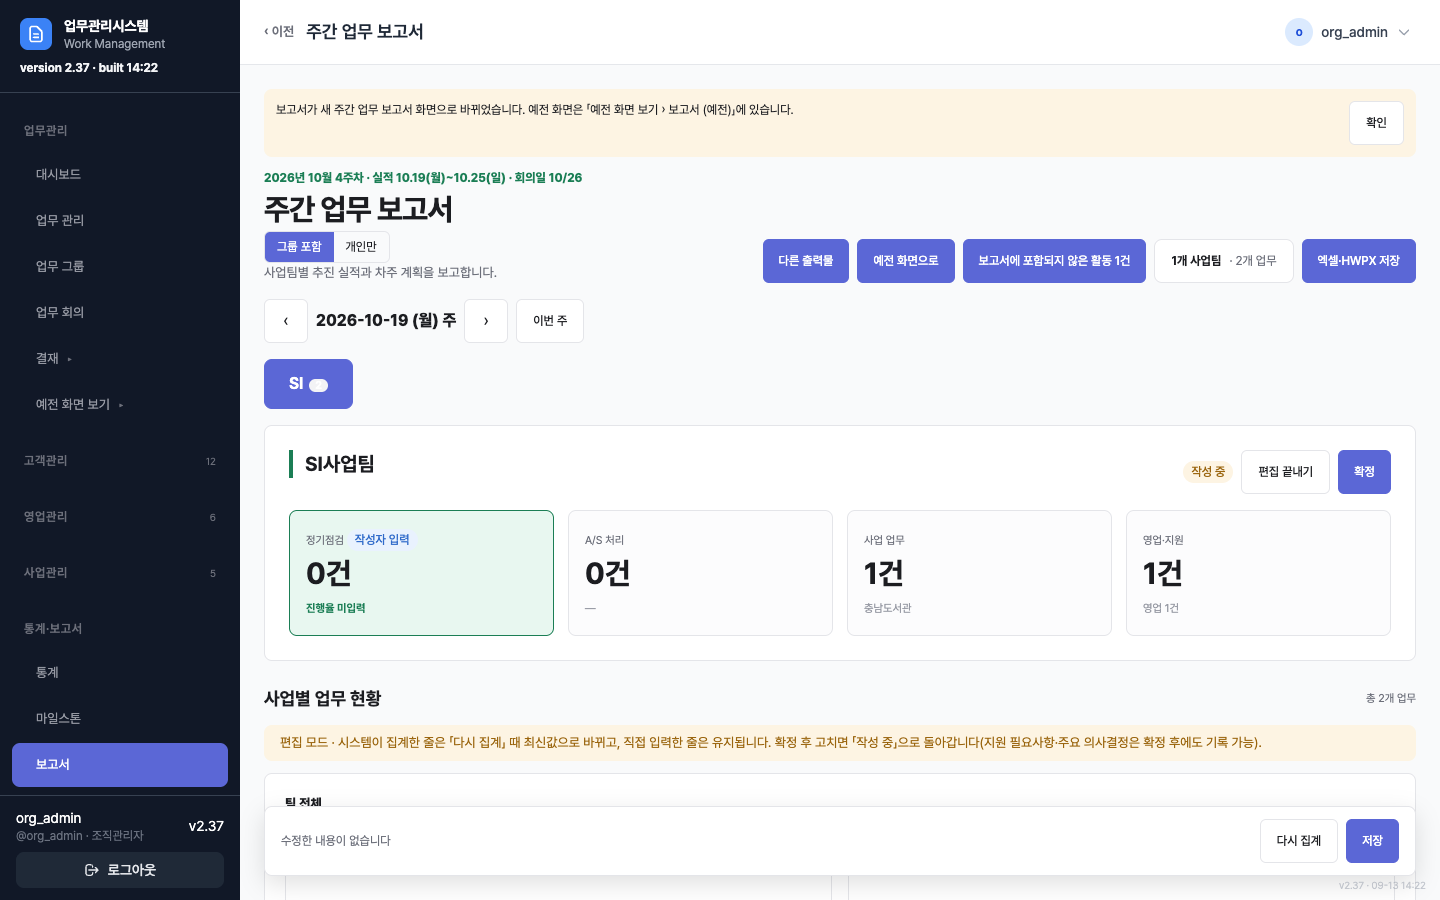 업무관리시스템
Work Management
version 2.37 · built 14:22
업무관리
대시보드
업무 관리
업무 그룹
업무 회의
결재 ▸
예전 화면 보기 ▸
고객관리 12
영업관리 6
사업관리 5
통계·보고서
통계
마일스톤
보고서
org_admin
@org_admin · 조직관리자
v2.37
로그아웃
‹ 이전 주간 업무 보고서
o org_admin
보고서가 새 주간 업무 보고서 화면으로 바뀌었습니다. 예전 화면은 「예전 화면 보기 › 보고서 (예전)」에 있습니다.
확인
2026년 10월 4주차 · 실적 10.19(월)~10.25(일) · 회의일 10/26
주간 업무 보고서
그룹 포함 개인만
사업팀별 추진 실적과 차주 계획을 보고합니다.
다른 출력물 예전 화면으로 보고서에 포함되지 않은 활동 1건 1개 사업팀 · 2개 업무 엑셀·HWPX 저장
‹ 2026-10-19 (월) 주 › 이번 주
SI
SI사업팀
작성 중 편집 끝내기 확정
정기점검 작성자 입력
0건
진행율 미입력
A/S 처리
0건
—
사업 업무
1건
충남도서관
영업·지원
1건
영업 1건
사업별 업무 현황
총 2개 업무
편집 모드 · 시스템이 집계한 줄은 「다시 집계」 때 최신값으로 바뀌고, 직접 입력한 줄은 유지됩니다. 확정 후 고치면 「작성 중」으로 돌아갑니다(지원 필요사항·주요 의사결정은 확정 후에도 기록 가능).
팀 전체
수정한 내용이 없습니다
다시 집계 저장
v2.37 · 09-13 14:22